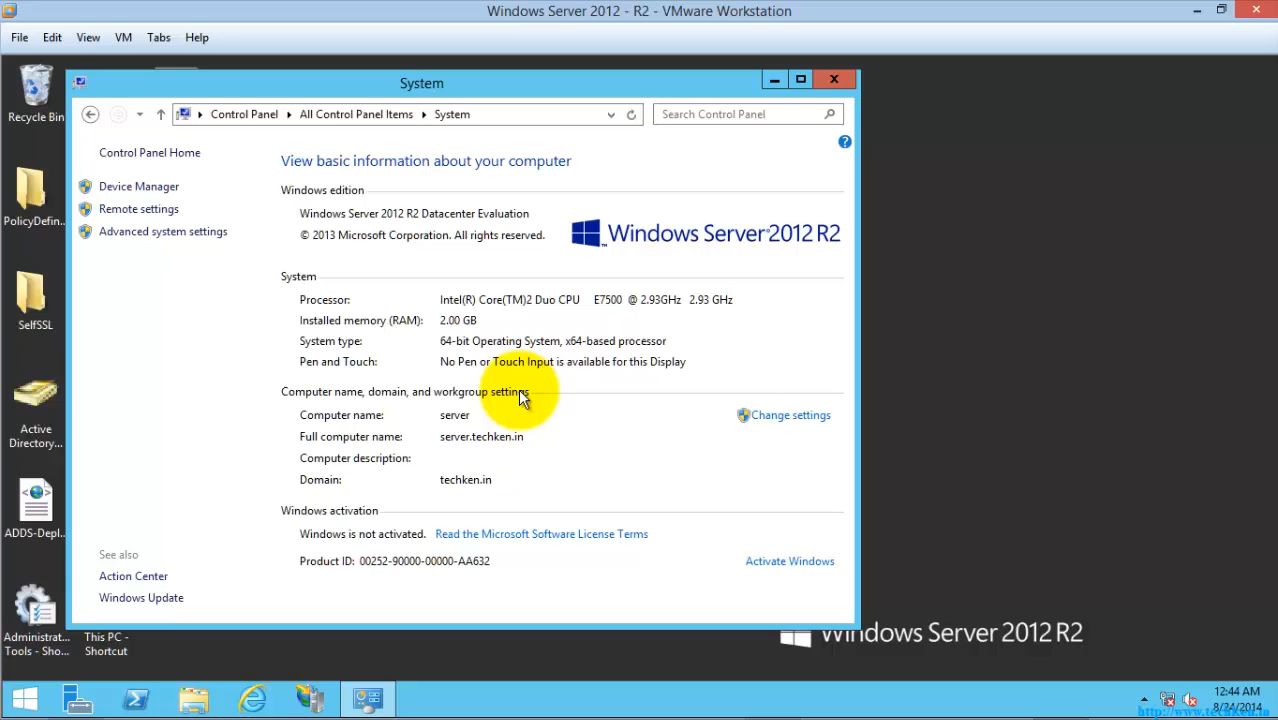 Windows Server 2012 - R2 - VMware Workstation
File Edit View VM Tabs Help
Recycle Bin
PolicyDefin...
SelfSSL
Active
Directory...
ADDS-Depl...
Administrat...
Tools - Sho...
This PC -
Shortcut
System
Control Panel All Control Panel Items System
Search Control Panel
Control Panel Home
Device Manager
Remote settings
Advanced system settings
See also
Action Center
Windows Update
View basic information about your computer
Windows edition
Windows Server 2012 R2 Datacenter Evaluation
© 2013 Microsoft Corporation. All rights reserved.
Windows Server 2012 R2
System
Processor: Intel(R) Core(TM)2 Duo CPU E7500 @ 2.93GHz 2.93 GHz
Installed memory (RAM): 2.00 GB
System type: 64-bit Operating System, x64-based processor
Pen and Touch: No Pen or Touch Input is available for this Display
Computer name, domain, and workgroup settings
Computer name: server
Change settings
Full computer name: server.techken.in
Computer description:
Domain: techken.in
Windows activation
Windows is not activated. Read the Microsoft Software License Terms
Product ID: 00252-90000-00000-AA632
Activate Windows
Windows Server 2012 R2
12:44 AM
8/24/2014
http://www.techken.in